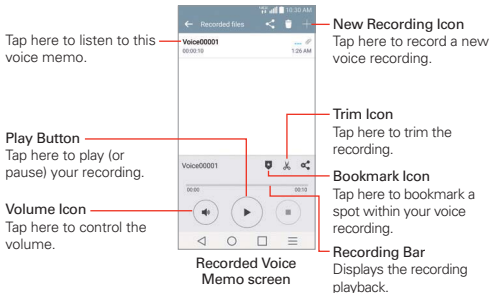 Tap here to listen to this
voice memo.
Play Button
Tap here to play (or
pause) your recording.
Volume Icon
Tap here to control the
volume.
10:30 AM
Recorded files
Voice00001
00:00:10
1:26 AM
Voice00001
00:00
00:10
Recorded Voice
Memo screen
New Recording Icon
Tap here to record a new
voice recording.
Trim Icon
Tap here to trim the
recording.
Bookmark Icon
Tap here to bookmark a
spot within your voice
recording.
Recording Bar
Displays the recording
playback.